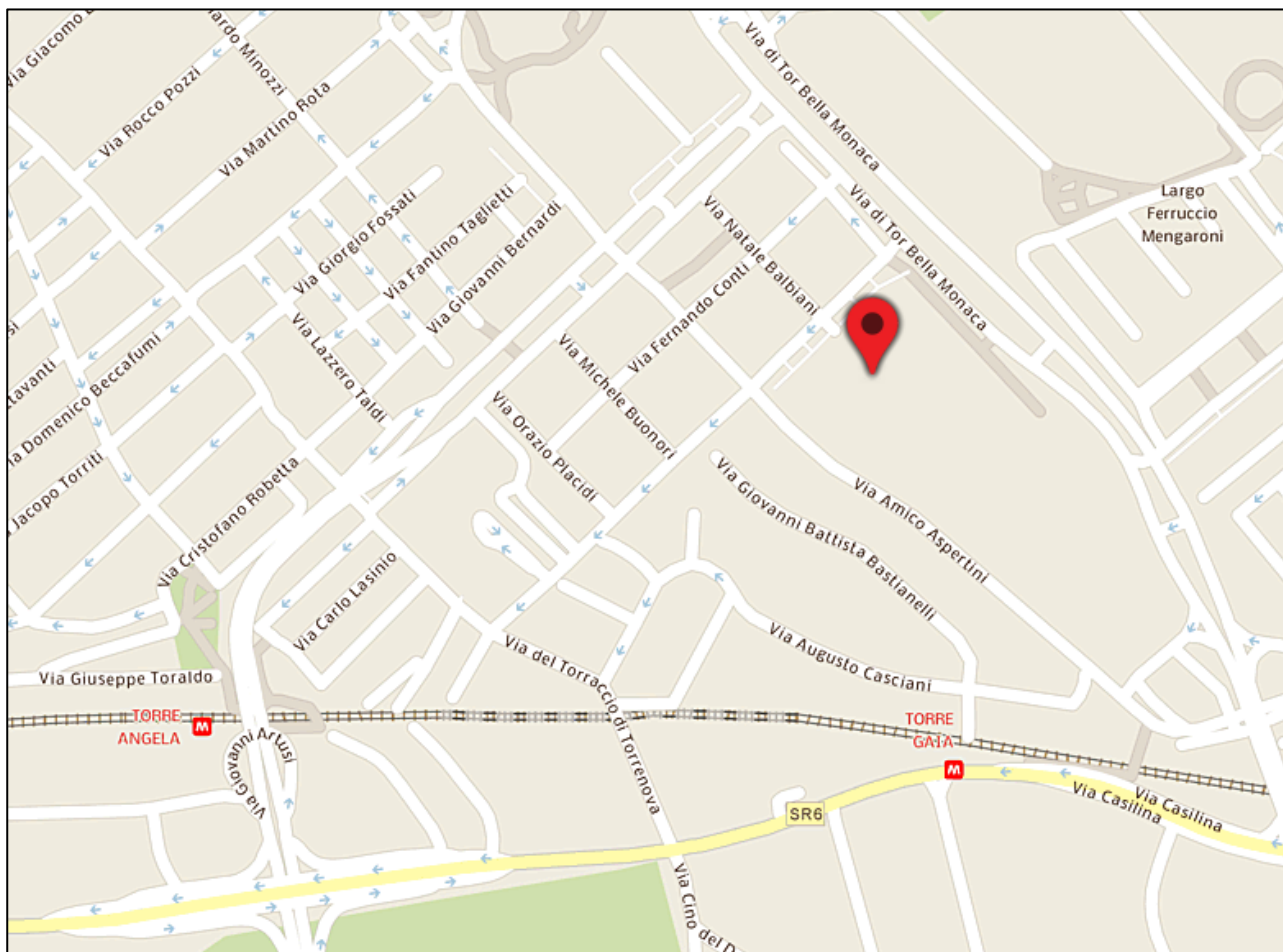 Via Giacomo
Minozzi
Via Rocco Pozzi
Via Martino Rota
Via di Tor Bella Monaca
Largo
Ferruccio
Mengaroni
Via Giorgio Fossati
Via Fantino Taglietti
Via Giovanni Bernardi
Via Natale Balbiani
Via di Tor Bella Monaca
Via Fernando Conti
Via Lazzero Taldi
Via Michele Buonori
Domenico Beccafumi
Via Orazio Placidi
Jacopo Torriti
Via Cristofano Robetta
Via Giovanni Battista Bastianelli
Via Amico Aspertini
Via Carlo Lasinio
Via Augusto Casciani
Via del Torraccio di Torrenova
Via Giuseppe Toraldo
TORRE
ANGELA
M
TORRE
GAIA
M
Via Giovanni Artusi
Via Casilina
Via Casilina
SR6
Via Cino del